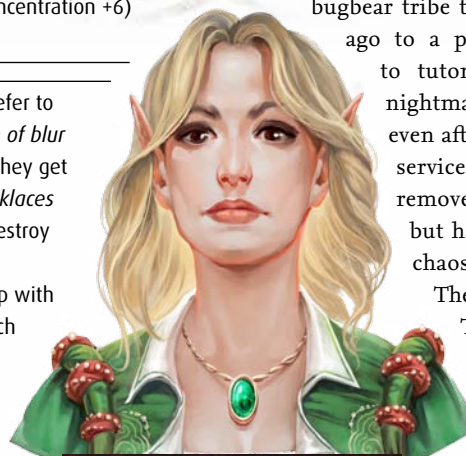 ncentration +6)
efer to
of blur
hey get
klaces
estroy
p with
ch
bugbear tribe t
ago to a p
to tutor
nightma
even aft
service
remove
but h
chaos
The
T